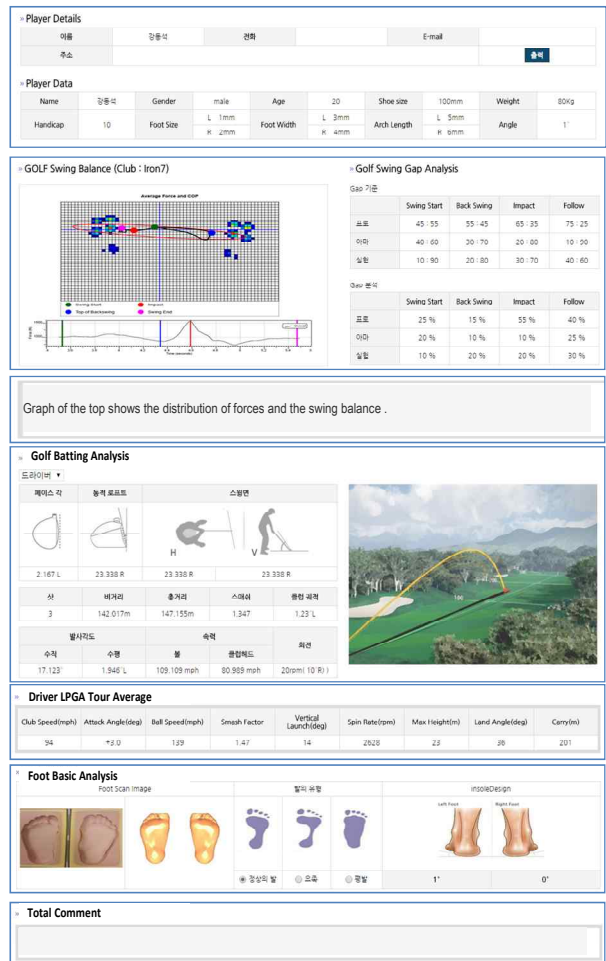 » Player Details
이름 강동석 전화 E-mail
주소 출력
» Player Data
Name 강동석 Gender male Age 20 Shoe size 100mm Weight 80Kg
Handicap 10 Foot Size L 1mm R 2mm Foot Width L 3mm R 4mm Arch Length L 5mm R 6mm Angle 1°
» GOLF Swing Balance (Club : Iron7)
Average Force and COP
Swing Start Impact
Top of Backswing Swing End
Time (seconds)
» Golf Swing Gap Analysis
Gap 기준
Swing Start Back Swing Impact Follow
프로 45 : 55 55 : 45 65 : 35 75 : 25
아마 40 : 60 30 : 70 20 : 80 10 : 90
실험 10 : 90 20 : 80 30 : 70 40 : 60
Gap 분석
Swing Start Back Swing Impact Follow
프로 25 % 15 % 55 % 40 %
아마 20 % 10 % 10 % 25 %
실험 10 % 20 % 20 % 30 %
Graph of the top shows the distribution of forces and the swing balance .
» Golf Batting Analysis
드라이버 ▼
페이스 각 동적 로프트 스윙면
H V
2.167 L 23.338 R 23.338 R 23.338 R
샷 비거리 총거리 스매쉬 클럽 궤적
3 142.017m 147.155m 1.347 1.23°L
발사각도 속력 회전
수직 수평 볼 클럽헤드
17.123° 1.946°L 109.109 mph 80.989 mph 20rpm( 10°R) )
100
» Driver LPGA Tour Average
Club Speed(mph) Attack Angle(deg) Ball Speed(mph) Smash Factor Vertical Launch(deg) Spin Rate(rpm) Max Height(m) Land Angle(deg) Carry(m)
94 +3.0 139 1.47 14 2628 23 36 201
» Foot Basic Analysis
Foot Scan Image 발의 유형 insoleDesign
Left Foot Right Foot
정상의 발 요족 평발 1° 0°
» Total Comment